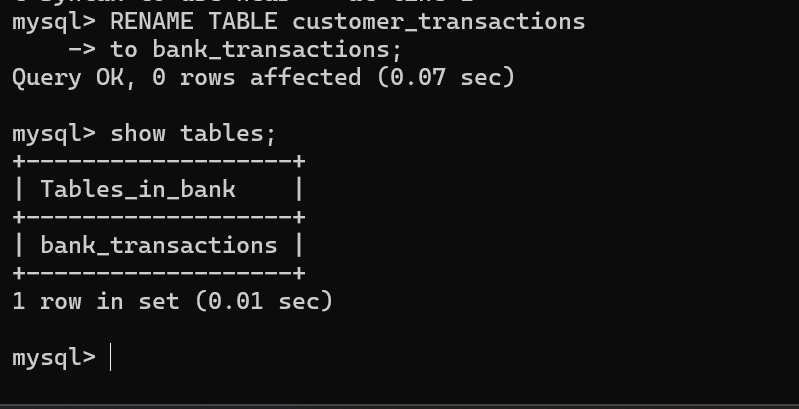 mysql> RENAME TABLE customer_transactions
    -> to bank_transactions;
Query OK, 0 rows affected (0.07 sec)
mysql> show tables;
+-------------------+
| Tables_in_bank    |
+-------------------+
| bank_transactions |
+-------------------+
1 row in set (0.01 sec)
mysql>